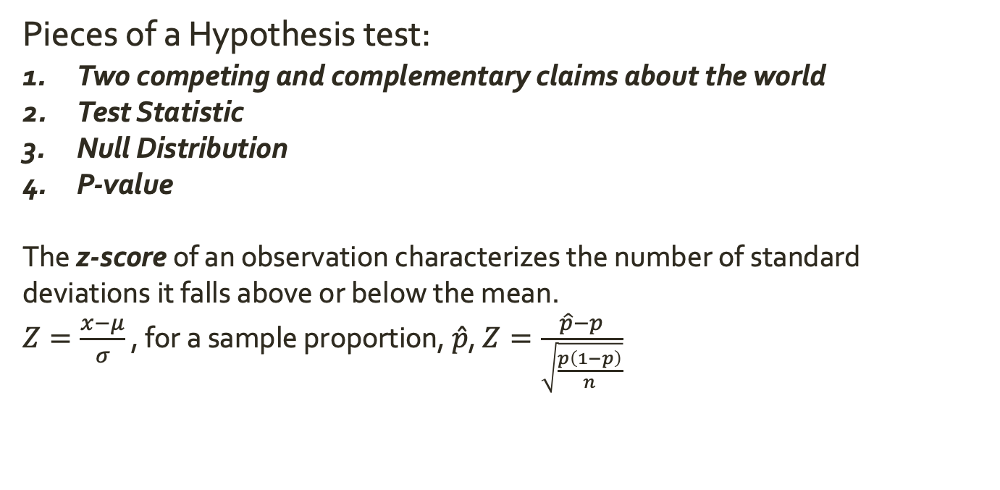 Pieces of a Hypothesis test:
1. Two competing and complementary claims about the world
2. Test Statistic
3. Null Distribution
4. P-value
The z-score of an observation characterizes the number of standard
deviations it falls above or below the mean.
Z = \frac{x-\mu}{\sigma}, for a sample proportion, p̂, Z = \frac{p̂-p}{\sqrt{\frac{p(1-p)}{n}}}